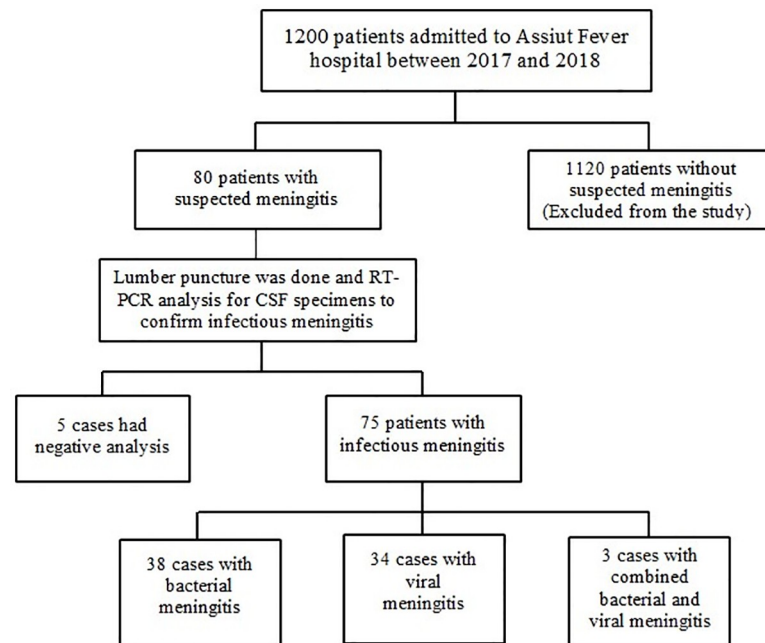 1200 patients admitted to Assiut Fever
hospital between 2017 and 2018
80 patients with
suspected meningitis
1120 patients without
suspected meningitis
(Excluded from the study)
Lumber puncture was done and RT-
PCR analysis for CSF specimens to
confirm infectious meningitis
5 cases had
negative analysis
75 patients with
infectious meningitis
38 cases with
bacterial
meningitis
34 cases with
viral
meningitis
3 cases with
combined
bacterial and
viral meningitis